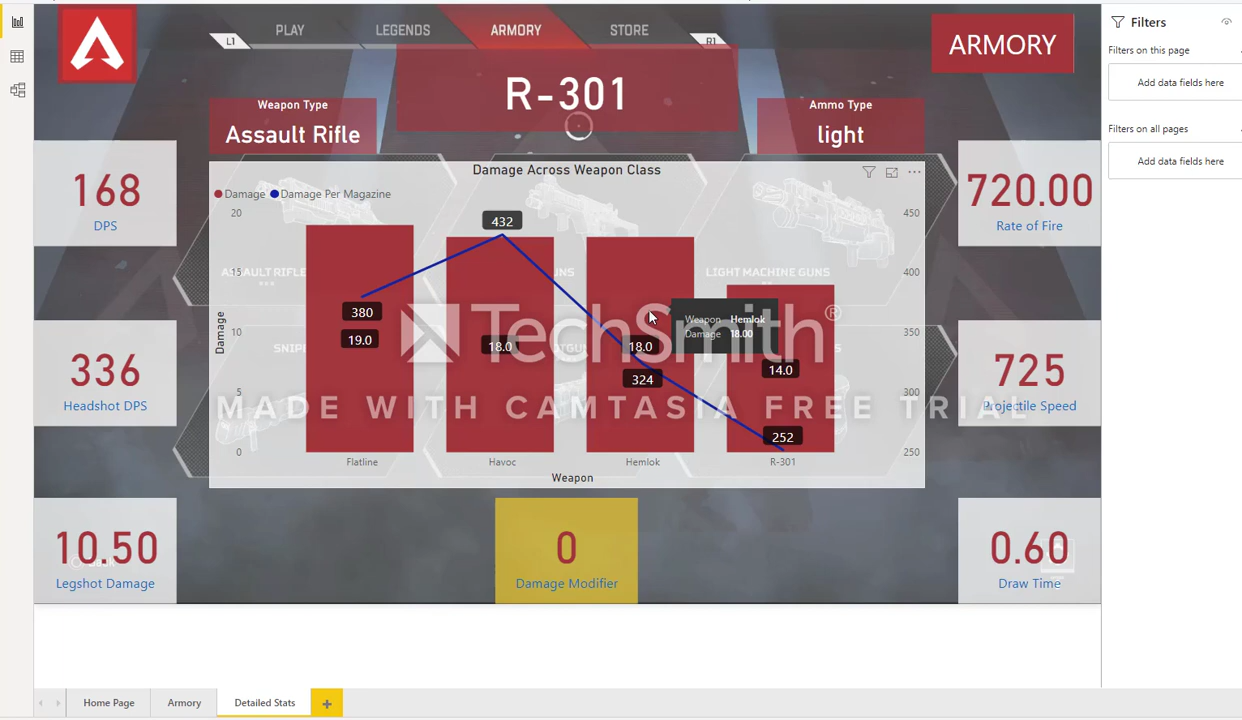 PLAY
LEGENDS
ARMORY
STORE
L1
R1
ARMORY
Filters
Filters on this page
Add data fields here
Filters on all pages
Add data fields here
R-301
Weapon Type
Assault Rifle
Ammo Type
light
168
DPS
336
Headshot DPS
10.50
Legshot Damage
Damage Across Weapon Class
Damage
Damage Per Magazine
20
15
10
5
0
Damage
450
400
350
300
250
432
380
19.0
18.0
18.0
324
14.0
252
Weapon Hemlok
Damage 18.00
Flatline
Havoc
Hemlok
R-301
Weapon
ASSAULT RIFLE
LIGHT MACHINE GUNS
TechSmith®
MADE WITH CAMTASIA FREE TRIAL
720.00
Rate of Fire
725
Projectile Speed
0.60
Draw Time
0
Damage Modifier
Home Page
Armory
Detailed Stats
+